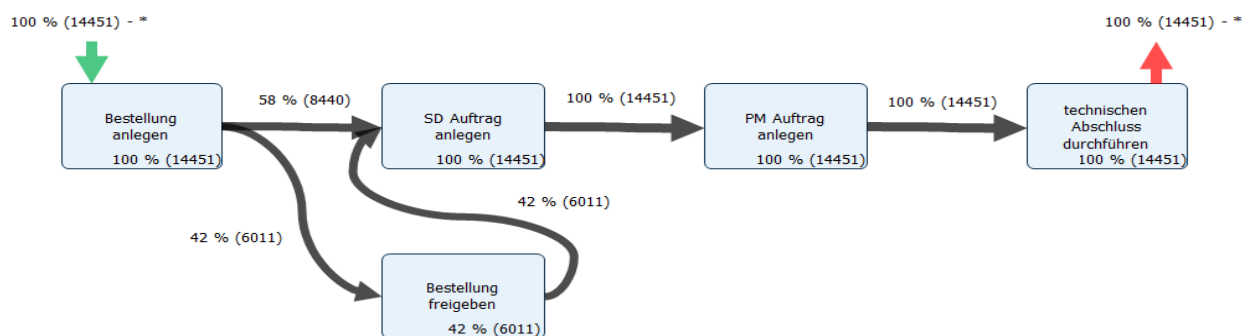 100 % (14451) - *
100 % (14451) - *
Bestellung
anlegen
100 % (14451)
58 % (8440)
SD Auftrag
anlegen
100 % (14451)
100 % (14451)
PM Auftrag
anlegen
100 % (14451)
100 % (14451)
technischen
Abschluss
durchführen
100 % (14451)
42 % (6011)
42 % (6011)
Bestellung
freigeben
42 % (6011)